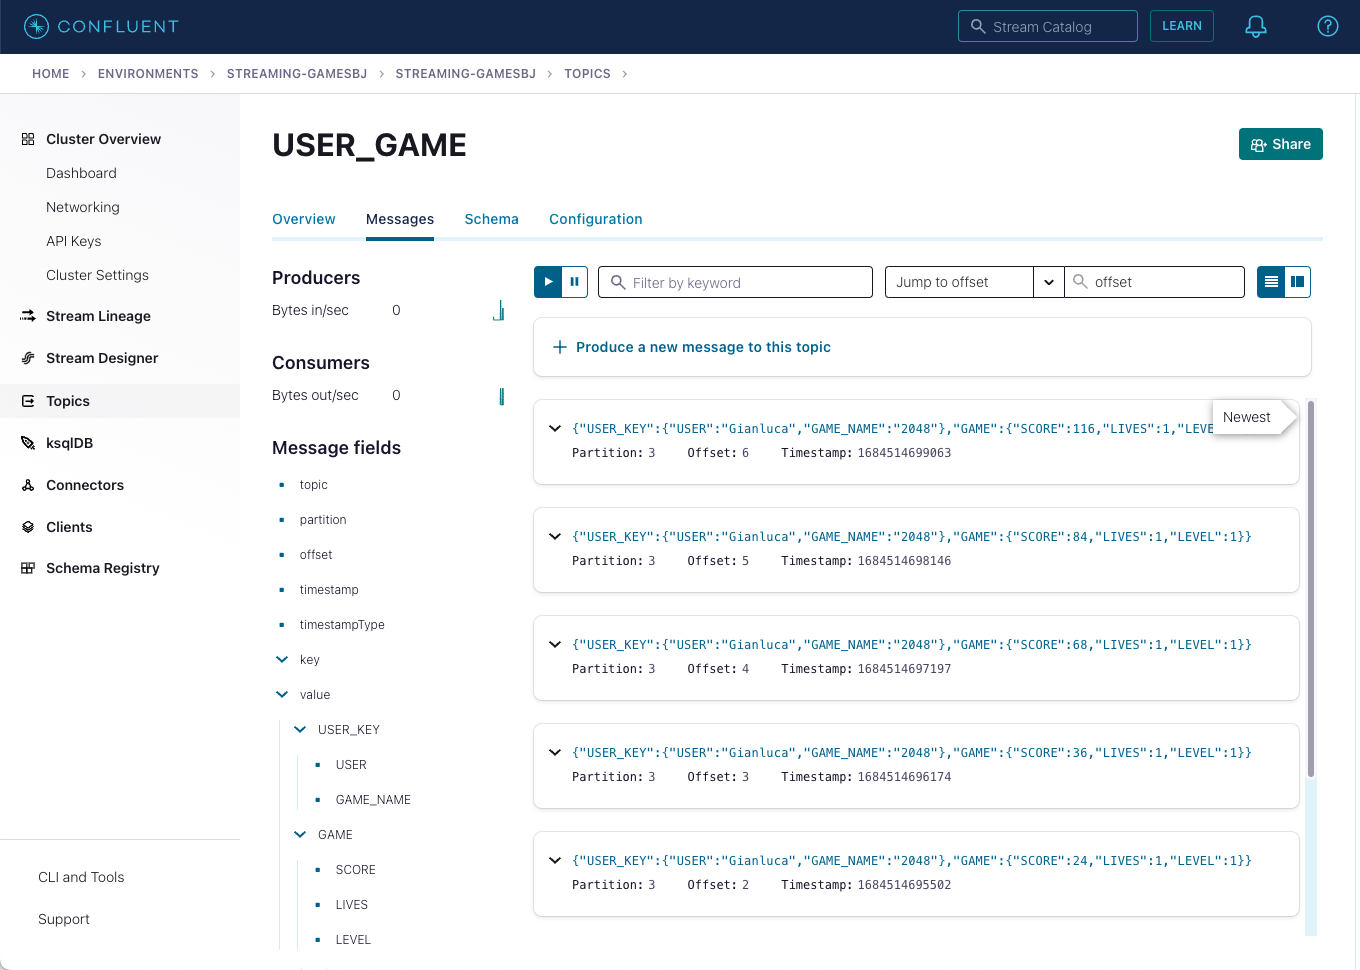 CONFLUENT
Stream Catalog
LEARN
HOME > ENVIRONMENTS > STREAMING-GAMESBJ > STREAMING-GAMESBJ > TOPICS >
Cluster Overview
Dashboard
Networking
API Keys
Cluster Settings
Stream Lineage
Stream Designer
Topics
ksqlDB
Connectors
Clients
Schema Registry
CLI and Tools
Support
USER_GAME
Share
Overview Messages Schema Configuration
Producers
Bytes in/sec 0
Consumers
Bytes out/sec 0
Message fields
topic
partition
offset
timestamp
timestampType
key
value
USER_KEY
USER
GAME_NAME
GAME
SCORE
LIVES
LEVEL
Filter by keyword
Jump to offset
offset
Produce a new message to this topic
Newest
{"USER_KEY":{"USER":"Gianluca","GAME_NAME":"2048"},"GAME":{"SCORE":116,"LIVES":1,"LEVE
Partition: 3 Offset: 6 Timestamp: 1684514699063
{"USER_KEY":{"USER":"Gianluca","GAME_NAME":"2048"},"GAME":{"SCORE":84,"LIVES":1,"LEVEL":1}}
Partition: 3 Offset: 5 Timestamp: 1684514698146
{"USER_KEY":{"USER":"Gianluca","GAME_NAME":"2048"},"GAME":{"SCORE":68,"LIVES":1,"LEVEL":1}}
Partition: 3 Offset: 4 Timestamp: 1684514697197
{"USER_KEY":{"USER":"Gianluca","GAME_NAME":"2048"},"GAME":{"SCORE":36,"LIVES":1,"LEVEL":1}}
Partition: 3 Offset: 3 Timestamp: 1684514696174
{"USER_KEY":{"USER":"Gianluca","GAME_NAME":"2048"},"GAME":{"SCORE":24,"LIVES":1,"LEVEL":1}}
Partition: 3 Offset: 2 Timestamp: 1684514695502